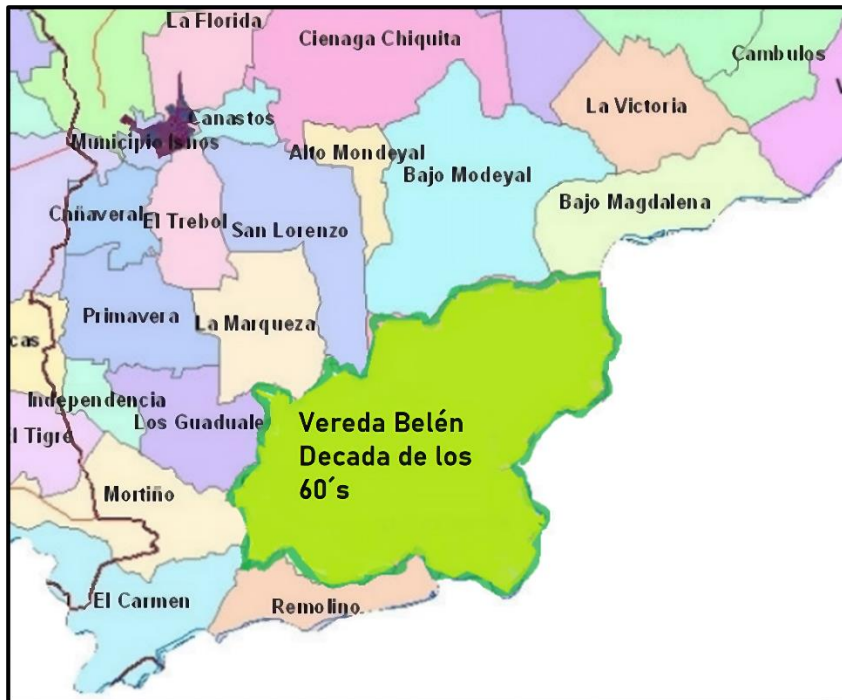 La Florida
Cienaga Chiquita
Cambulos
La Victoria
Canastos
Municipio Isnos
Alto Mondeyal
Bajo Modeyal
Bajo Magdalena
Cañaveral
El Trebol
San Lorenzo
Primavera
La Marqueza
cas
Independencia
Los Guaduale
El Tigre
Vereda Belén
Decada de los
60´s
Mortiño
El Carmen
Remolino